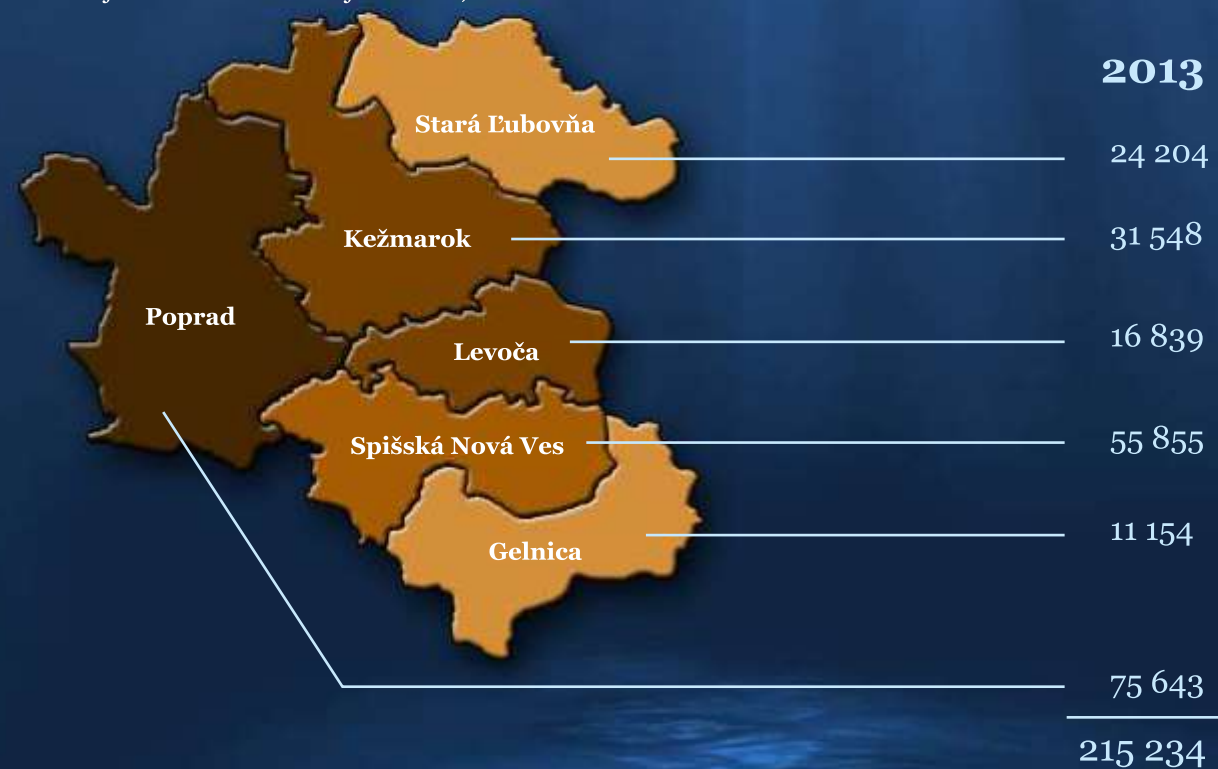 2013
Stará Ľubovňa
24 204
Kežmarok
31 548
Poprad
Levoča
16 839
Spišská Nová Ves
55 855
Gelnica
11 154
75 643
215 234